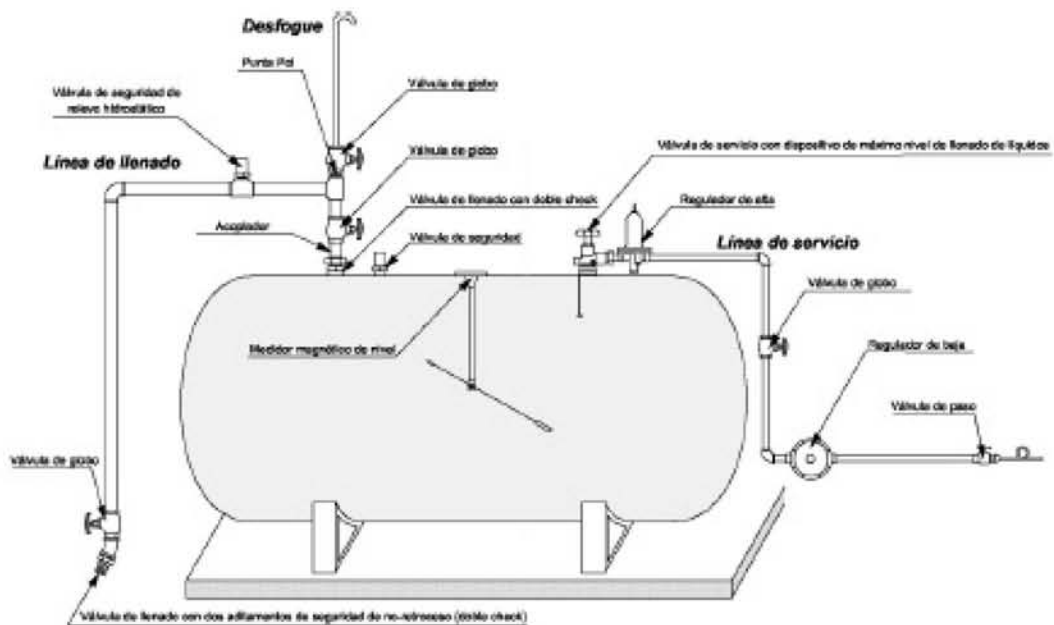 Desfogue
Punta Pol
Válvula de globo
Válvula de seguridad de
relevo hidrostático
Línea de llenado
Válvula de globo
Válvula de servicio con dispositivo de máximo nivel de llenado de líquidos
Válvula de llenado con doble check
Regulador de alta
Acoplador
Válvula de seguridad
Línea de servicio
Válvula de globo
Medidor magnético de nivel
Regulador de baja
Válvula de paso
Válvula de globo
Válvula de llenado con dos aditamentos de seguridad de no-retroceso (doble check)